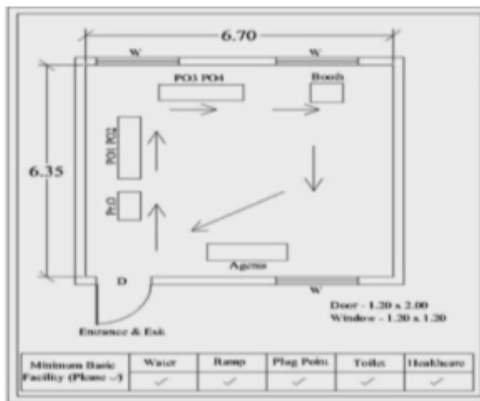 6.70
W W
PO3 PO4 Booth
PO1 PO2
6.35
PrO
Agents
D W
Entrance & Exit
Door - 1.20 x 2.00
Window - 1.20 x 1.20
Minimum Basic Facility (Please ✓) Water Ramp Plug Point Toilet Healthcare
✓ ✓ ✓ ✓ ✓